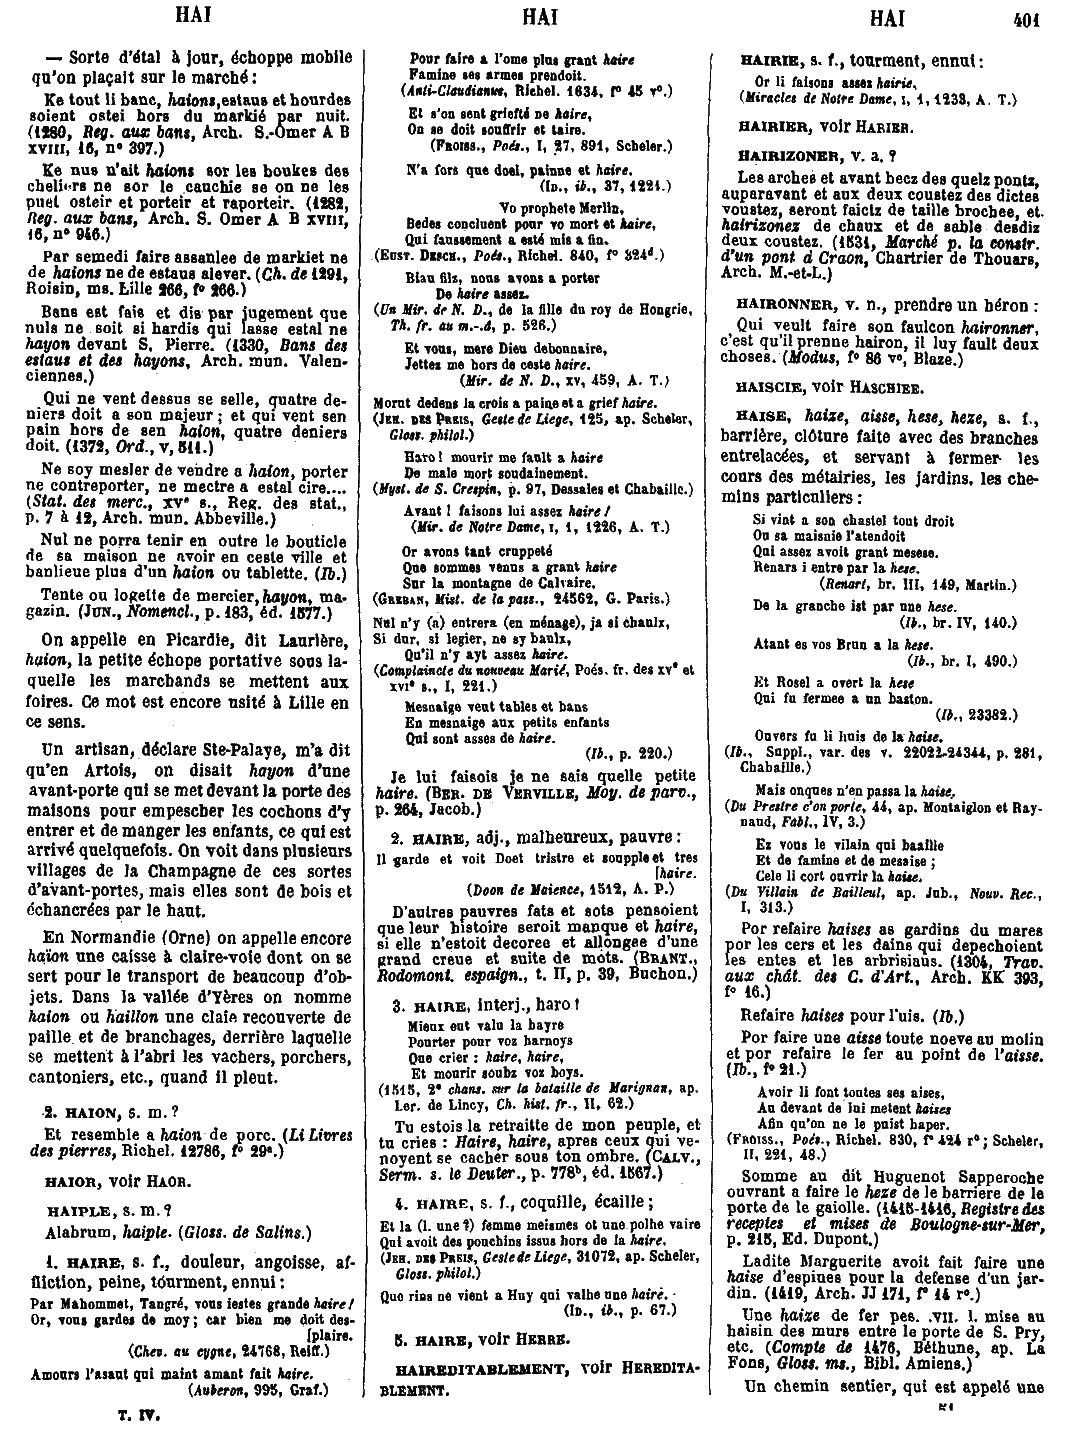 HAI
HAI
HAI
401
— Sorte d'étal à jour, échoppe mobile
qu'on plaçait sur le marché :
Ke tout li banc, haions, estaus et hourdes
soient ostei hors du markié par nuit.
(1280, Reg. aux bans, Arch. S.-Omer A B
XVIII, 16, n° 397.)
Ke nus n'ait haions sor les boukes des
cheliers ne sor le cauchie se on ne les
puet osteir et porteir et raporteir. (1282,
Reg. aux bans, Arch. S. Omer A B XVIII,
16, n° 946.)
Par semedi faire assanlee de markiet ne
de haions ne de estaus alever. (Ch. de 1291,
Roisin, ms. Lille 266, f° 266.)
Bans est fais et dis par jugement que
nuls ne soit si hardis qui lasse estal ne
hayon devant S. Pierre. (1330, Bans des
estaus et des hayons, Arch. mun. Valen-
ciennes.)
Qui ne vent dessus se selle, quatre de-
niers doit a son majeur ; et qui vent sen
pain hors de sen haion, quatre deniers
doit. (1372, Ord., V, 511.)
Ne soy mesler de vendre a haion, porter
ne contreporter, ne mectre a estal cire....
(Stat. des merc., XVe s., Reg. des stat.,
p. 7 à 12, Arch. mun. Abbeville.)
Nul ne porra tenir en outre le bouticle
de sa maison ne avoir en ceste ville et
banlieue plus d'un haion ou tablette. (Ib.)
Tente ou logette de mercier, hayon, ma-
gazin. (JUN., Nomencl., p. 183, éd. 1577.)
On appelle en Picardie, dit Laurière,
haion, la petite échope portative sous la-
quelle les marchands se mettent aux
foires. Ce mot est encore usité à Lille en
ce sens.
Un artisan, déclare Ste-Palaye, m'a dit
qu'en Artois, on disait hayon d'une
avant-porte qui se met devant la porte des
maisons pour empescher les cochons d'y
entrer et de manger les enfants, ce qui est
arrivé quelquefois. On voit dans plusieurs
villages de la Champagne de ces sortes
d'avant-portes, mais elles sont de bois et
échancrées par le haut.
En Normandie (Orne) on appelle encore
haïon une caisse à claire-voie dont on se
sert pour le transport de beaucoup d'ob-
jets. Dans la vallée d'Yères on nomme
haion ou haillon une claie recouverte de
paille et de branchages, derrière laquelle
se mettent à l'abri les vachers, porchers,
cantoniers, etc., quand il pleut.
2. HAION, s. m. ?
Et resemble a haion de porc. (Li Livres
des pierres, Richel. 12786, f° 29a.)
HAIOR, voir HAOR.
HAIPLE, s. m. ?
Alabrum, haiple. (Gloss. de Salins.)
1. HAIRE, s. f., douleur, angoisse, af-
fliction, peine, tourment, ennui :
Par Mahommet, Tangré, vous iestes grande haire !
Or, vous gardes de moy ; car bien me doit des-
[plaire.
(Chev. au cygne, 24768, Reiff.)
Amours l'asaut qui maint amant fait haire.
(Auberon, 995, Graf.)
T. IV.
Pour faire a l'ome plus grant haire
Famine ses armes prendoit.
(Anti-Claudianus, Richel. 1634, f° 45 v°.)
Et s'on sent griefté ne haire,
On se doit souffrir et taire.
(FROISS., Poés., I, 27, 891, Scheler.)
N'a fors que doel, painne et haire.
(ID., ib., 37, 1221.)
Vo prophete Merlin,
Bedes concluent pour vo mort et haire,
Qui faussement a esté mis a fin.
(EUST. DESCH., Poés., Richel. 840, f° 324d.)
Biau filz, nous avons a porter
De haire assez.
(Un Mir. de N. D., de la fille du roy de Hongrie,
Th. fr. au m.-â, p. 526.)
Et vous, mere Dieu debonnaire,
Jettez me hors de ceste haire.
(Mir. de N. D., XV, 459, A. T.)
Morut dedens la crois a paine et a grief haire.
(JEH. DES PREIS, Geste de Liege, 125, ap. Scheler,
Gloss. philol.)
Haro ! mourir me fault a haire
De male mort soudainement.
(Myst. de S. Crespin, p. 97, Dessales et Chabaille.)
Avant ! faisons lui assez haire !
(Mir. de Notre Dame, I, 1, 1226, A. T.)
Or avons tant cruppeté
Que sommes venus a grant haire
Sur la montagne de Calvaire.
(GREBAN, Mist. de la pass., 24562, G. Paris.)
Nul n'y (a) entrera (en ménage), ja si chaulx,
Si dur, si legier, ne sy baulx,
Qu'il n'y ayt assez haire.
(Complaincte du nouveau Marié, Poés. fr. des XVe et
XVIe s., I, 221.)
Mesnaige veut tables et bans
En mesnaige aux petits enfants
Qui sont asses de haire.
(Ib., p. 220.)
Je lui faisois je ne sais quelle petite
haire. (BER. DE VERVILLE, Moy. de parv.,
p. 264, Jacob.)
2. HAIRE, adj., malheureux, pauvre :
Il garde et voit Doet tristre et soupple et tres
[haire.
(Doon de Maience, 1512, A. P.)
D'autres pauvres fats et sots pensoient
que leur histoire seroit manque et haire,
si elle n'estoit decoree et allongee d'une
grand creue et suite de mots. (BRANT.,
Rodomont. espaign., t. II, p. 39, Buchon.)
3. HAIRE, interj., haro !
Mieux eut valu la hayre
Pourter pour voz harnoys
Que crier : haire, haire,
Et mourir soubz voz boys.
(1515, 2e chans. sur la bataille de Marignan, ap.
Ler. de Lincy, Ch. hist. fr., II, 62.)
Tu estois la retraitte de mon peuple, et
tu cries : Haire, haire, apres ceux qui ve-
noyent se cacher sous ton ombre. (CALV.,
Serm. s. le Deuter., p. 778b, éd. 1567.)
4. HAIRE, s. f., coquille, écaille ;
Et la (l. une ?) femme meismes ot une polhe vaire
Qui avoit des ponchins issus hors de la haire.
(JEH. DES PREIS, Geste de Liege, 31072, ap. Scheler,
Gloss. philol.)
Que rins ne vient a Huy qui valhe une haire.
(ID., ib., p. 67.)
5. HAIRE, voir HERRE.
HAIREDITABLEMENT, voir HEREDITA-
BLEMENT.
HAIRIE, s. f., tourment, ennui :
Or li faisons assez hairie.
(Miracles de Notre Dame, I, 1, 1233, A. T.)
HAIRIER, voir HARIER.
HAIRIZONER, v. a. ?
Les arches et avant becz des quelz pontz,
auparavant et aux deux coustez des dictes
voustez, seront faictz de taille brochee, et
hairizonez de chaux et de sable desdiz
deux coustez. (1531, Marché p. la constr.
d'un pont à Craon, Chartrier de Thouars,
Arch. M.-et-L.)
HAIRONNER, v. n., prendre un héron :
Qui veult faire son faulcon haironner,
c'est qu'il prenne hairon, il luy fault deux
choses. (Modus, f° 86 v°, Blaze.)
HAISCIE, voir HASCHIEE.
HAISE, haize, aisse, hese, heze, s. f.,
barrière, clôture faite avec des branches
entrelacées, et servant à fermer les
cours des métairies, les jardins, les che-
mins particuliers :
Si vint a son chastel tout droit
Ou sa maisnie l'atendoit
Qui assez avoit grant mesese.
Renars i entre par la hese.
(Renart, br. III, 149, Martin.)
De la granche ist par une hese.
(Ib., br. IV, 140.)
Atant es vos Brun a la hese.
(Ib., br. I, 490.)
Et Rosel a overt la hese
Qui fu fermee a un baston.
(Ib., 23382.)
Ouvers fu li huis de la haise.
(Ib., Suppl., var. des v. 22022-24344, p. 281,
Chabaille.)
Mais onques n'en passa la haise.
(Du Prestre c'on porte, 44, ap. Montaiglon et Ray-
naud, Fabl., IV, 3.)
Ez vous le vilain qui baaille
Et de famine et de mesaise ;
Cele li cort ouvrir la haise.
(Du Villain de Bailleul, ap. Jub., Nouv. Rec.,
I, 313.)
Por refaire haises as gardins du mares
por les cers et les dains qui depechoient
les entes et les arbrisiaus. (1304, Trav.
aux chât. des C. d'Art., Arch. KK 393,
f° 16.)
Refaire haises pour l'uis. (Ib.)
Por faire une aisse toute noeve au molin
et por refaire le fer au point de l'aisse.
(Ib., f° 21.)
Avoir li font toutes ses aises,
Au devant de lui metent haises
Afin qu'on ne le puist haper.
(FROISS., Poés., Richel. 830, f° 424 r° ; Scheler,
II, 221, 48.)
Somme au dit Huguenot Sapperoche
ouvrant a faire le heze de le barriere de le
porte de le gaiolle. (1415-1416, Registre des
receptes et mises de Boulogne-sur-Mer,
p. 215, Ed. Dupont.)
Ladite Marguerite avoit fait faire une
haise d'espines pour la defense d'un jar-
din. (1419, Arch. JJ 171, f° 14 r°.)
Une haize de fer pes. .VII. l. mise au
haisin des murs entre le porte de S. Pry,
etc. (Compte de 1476, Béthune, ap. La
Fons, Gloss. ms., Bibl. Amiens.)
Un chemin sentier, qui est appelé une
51